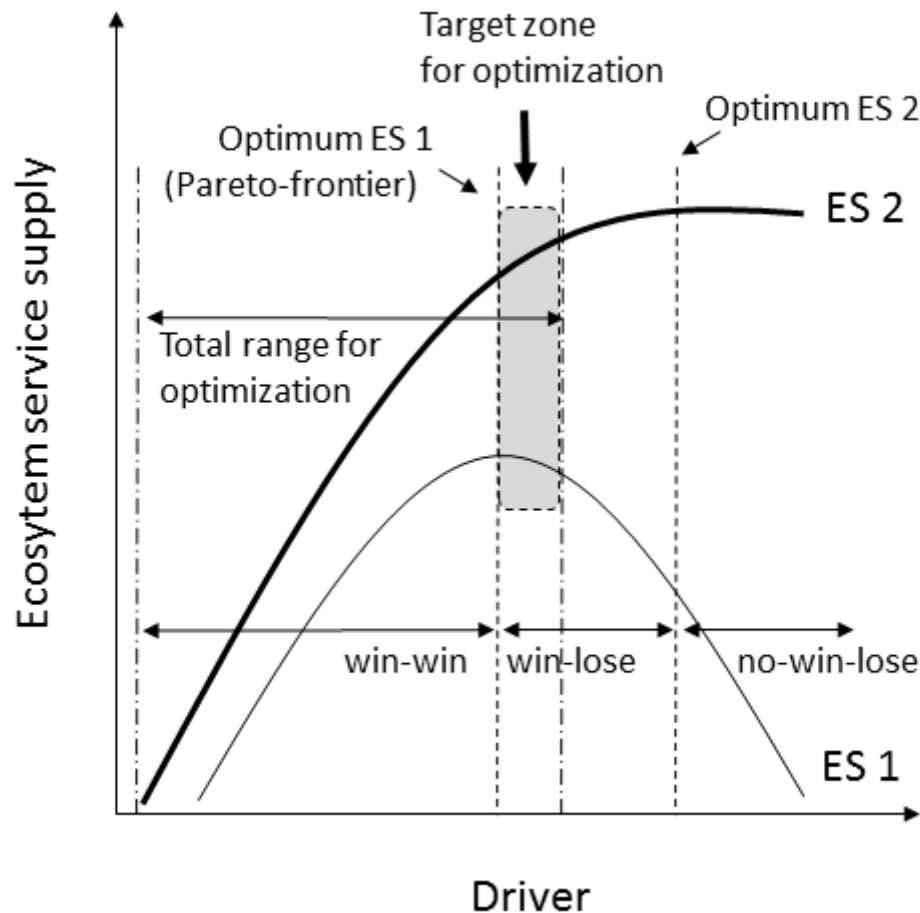 Target zone
for optimization
Optimum ES 1
(Pareto-frontier)
Optimum ES 2
ES 2
Total range for
optimization
win-win
win-lose
no-win-lose
ES 1
Ecosytem service supply
Driver